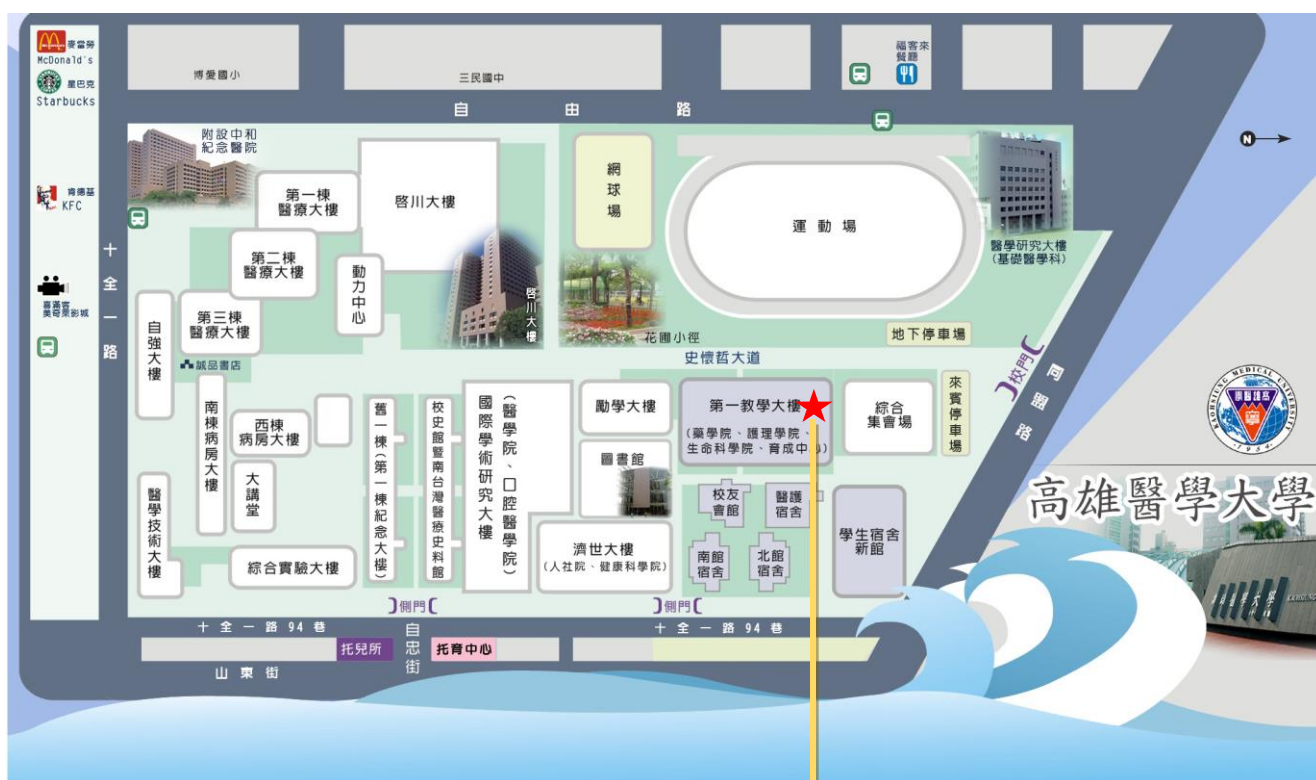 麥當勞
McDonald's
星巴克
Starbucks
肯德基
KFC
喜滿客
美奇萊影城
博愛國小
三民國中
福客來
餐廳
自由路
十全一路
附設中和
紀念醫院
第一棟
醫療大樓
啓川大樓
網球場
運動場
N
醫學研究大樓
(基礎醫學科)
第二棟
醫療大樓
動力中心
啓川大樓
第三棟
醫療大樓
自強大樓
誠品書店
花圃小徑
地下停車場
史懷哲大道
校門
同盟路
南棟病房大樓
西棟
病房大樓
大講堂
舊一棟(第一棟紀念大樓)
校史館暨南台灣醫療史料館
國際學術研究大樓
(醫學院、口腔醫學院)
勵學大樓
圖書館
第一教學大樓
(藥學院、護理學院、
生命科學院、育成中心)
綜合
集會場
來賓停車場
KAOHSIUNG MEDICAL UNIVERSITY
1954
高雄醫學大學
醫學技術大樓
綜合實驗大樓
濟世大樓
(人社院、健康科學院)
校友
會館
醫護
宿舍
南館
宿舍
北館
宿舍
學生宿舍
新館
側門
側門
十全一路94巷
十全一路94巷
托兒所
自忠街
托育中心
山東街